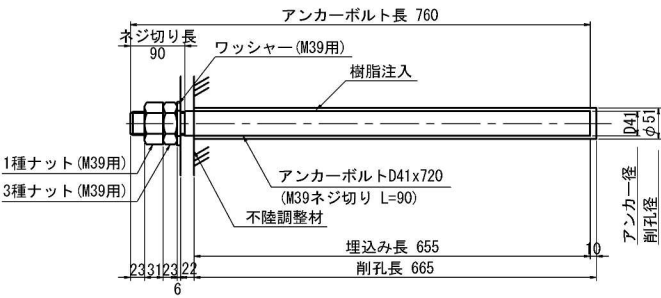 アンカーボルト長 760
ネジ切り長
90
ワッシャー(M39用)
樹脂注入
D41
φ51
1種ナット(M39用)
3種ナット(M39用)
アンカーボルトD41x720
(M39ネジ切り L=90)
不陸調整材
アンカー径
削孔径
埋込み長 655
10
23
31
23
22
削孔長 665
6